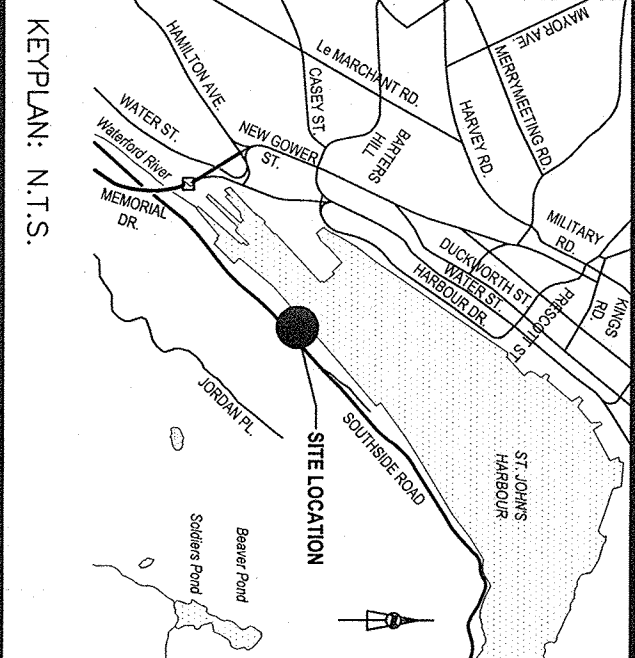 MAYOR AVE.
MERRYMEETING RD.
HAMILTON AVE.
Le MARCHANT RD.
CASEY ST.
HARVEY RD.
WATER ST.
Waterford River
NEW GOWER
ST.
BARTERS
HILL
MILITARY
RD.
MEMORIAL
DR.
DUCKWORTH ST.
WATER ST.
HARBOUR DR.
PRESCOTT ST.
KINGS
RD.
JORDAN PL.
SOUTHSIDE ROAD
SITE LOCATION
ST. JOHN'S
HARBOUR
Beaver Pond
Soldiers Pond
KEYPLAN: N.T.S.